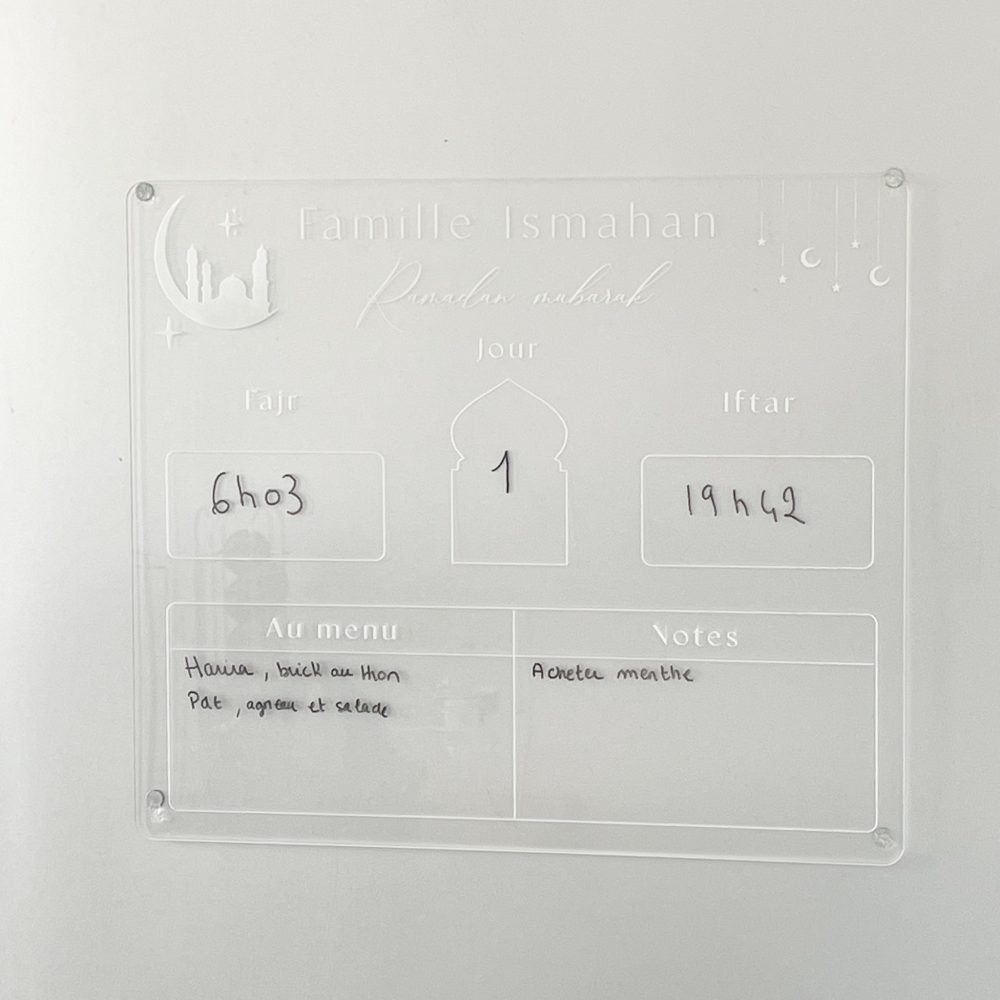 Famille Ismahan
Ramadan mubarak
Jour
Fajr
Iftar
6h03
1
19h42
Au menu
Harira, brick au thon
Pat, agneau et salade
Notes
Acheter menthe